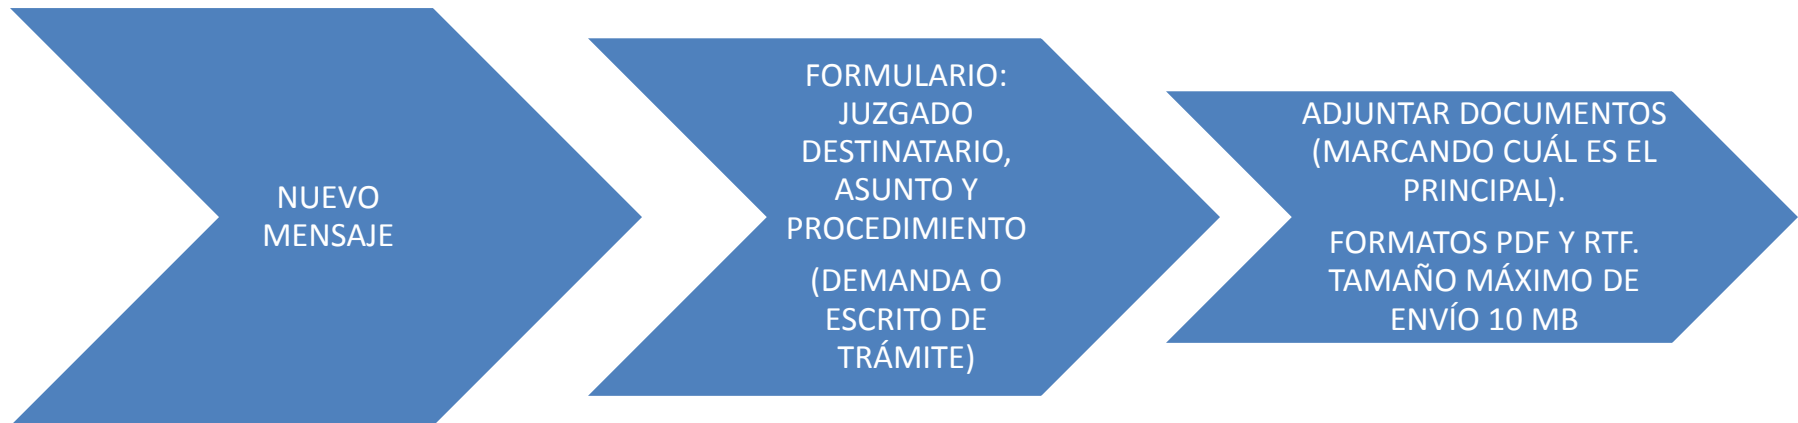 NUEVO
MENSAJE
FORMULARIO:
JUZGADO
DESTINATARIO,
ASUNTO Y
PROCEDIMIENTO
(DEMANDA O
ESCRITO DE
TRÁMITE)
ADJUNTAR DOCUMENTOS
(MARCANDO CUÁL ES EL
PRINCIPAL).
FORMATOS PDF Y RTF.
TAMAÑO MÁXIMO DE
ENVÍO 10 MB